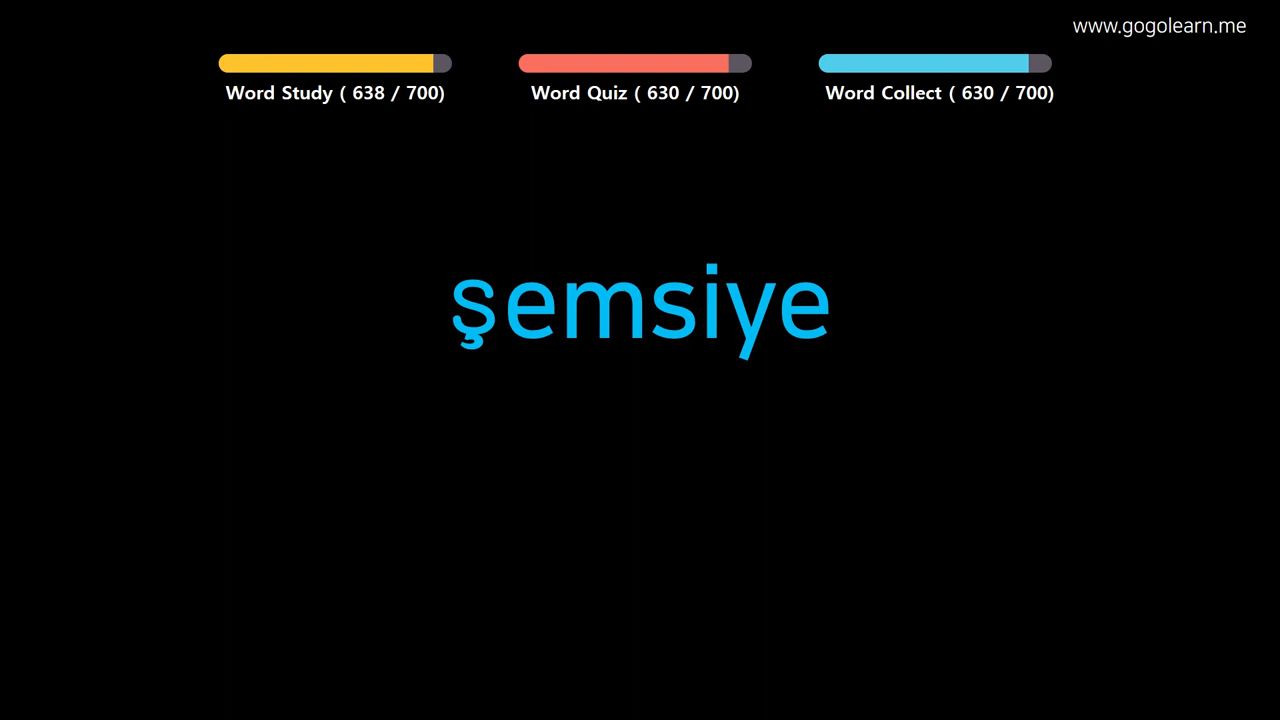 www.gogolearn.me
Word Study ( 638 / 700)
Word Quiz ( 630 / 700)
Word Collect ( 630 / 700)
şemsiye